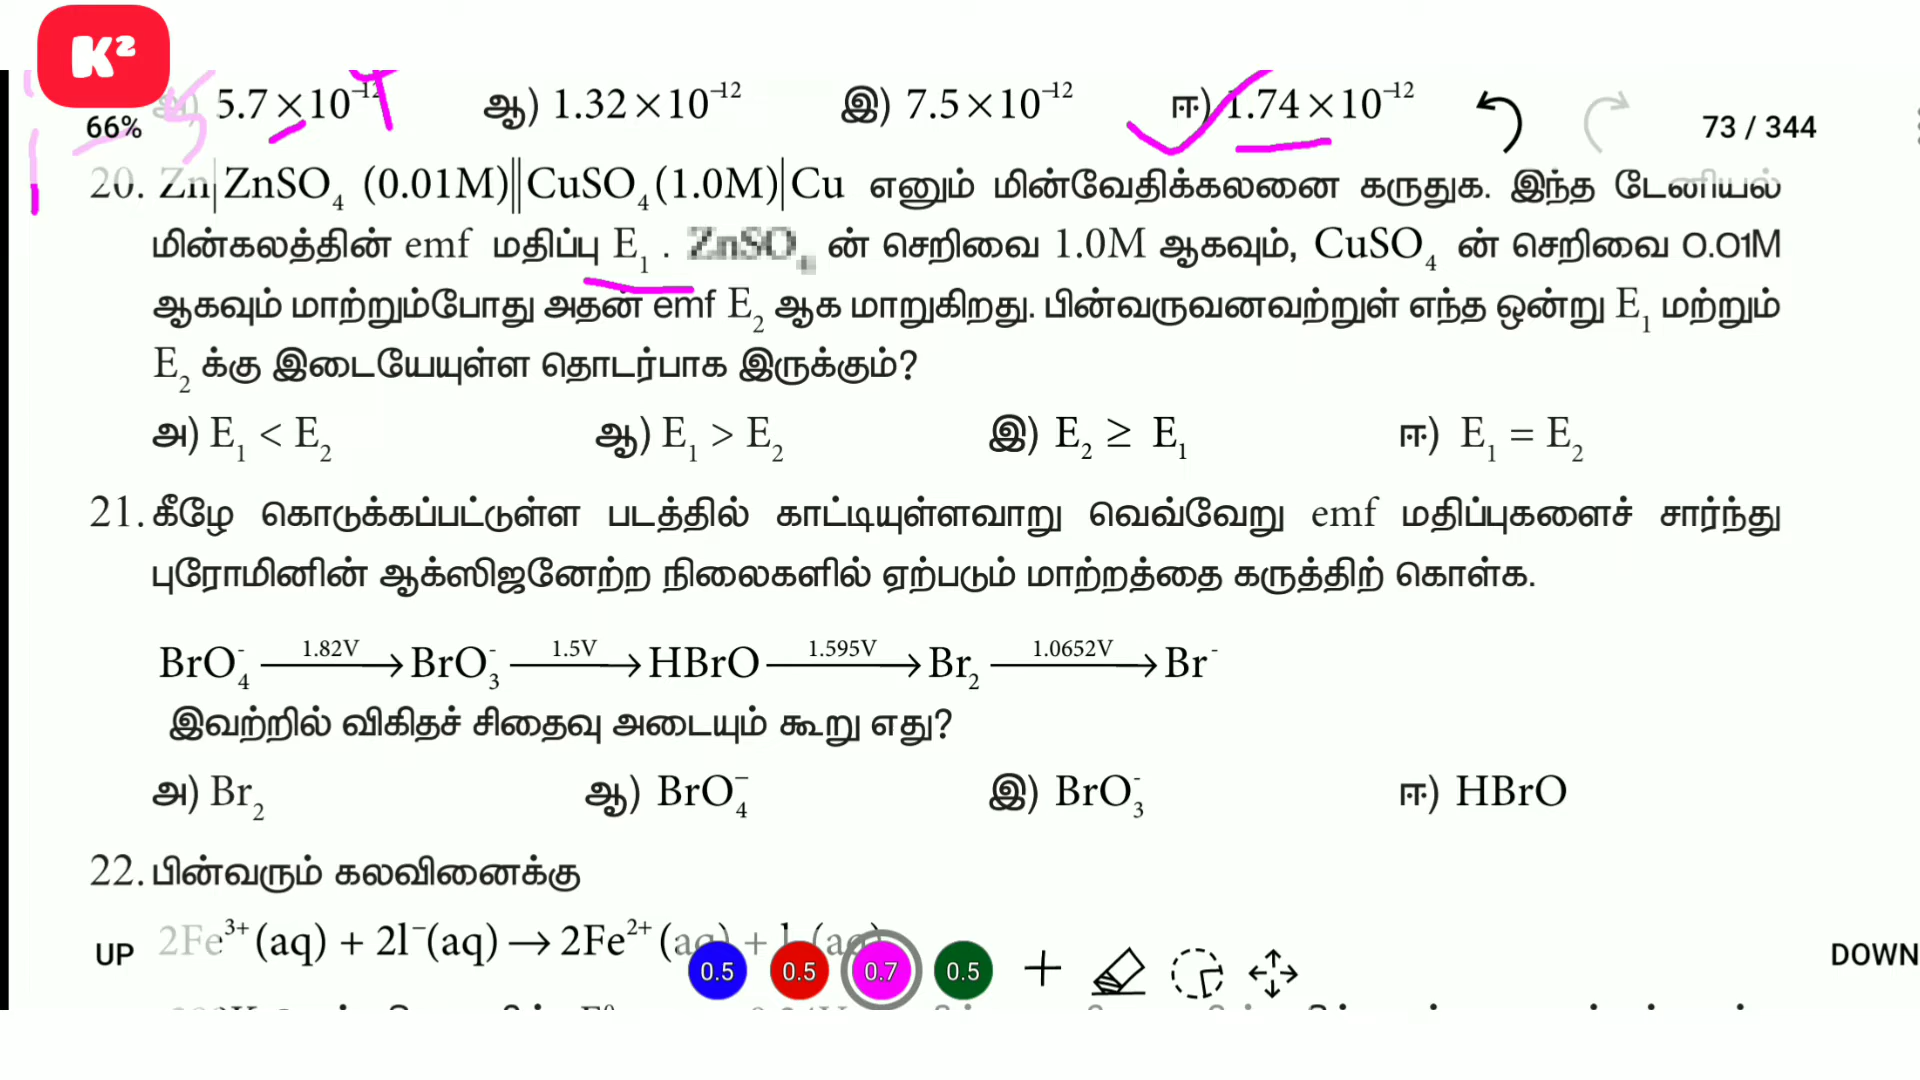 K²
66%
5.7×10⁻¹² ஆ) 1.32×10⁻¹² இ) 7.5×10⁻¹² ஈ) 1.74×10⁻¹²
73 / 344
20. Zn|ZnSO₄ (0.01M)||CuSO₄(1.0M)|Cu எனும் மின்வேதிக்கலனை கருதுக. இந்த டேனியல்
மின்கலத்தின் emf மதிப்பு E₁ . ZnSO₄ ன் செறிவை 1.0M ஆகவும், CuSO₄ ன் செறிவை 0.01M
ஆகவும் மாற்றும்போது அதன் emf E₂ ஆக மாறுகிறது. பின்வருவனவற்றுள் எந்த ஒன்று E₁ மற்றும்
E₂ க்கு இடையேயுள்ள தொடர்பாக இருக்கும்?
அ) E₁ < E₂ ஆ) E₁ > E₂ இ) E₂ ≥ E₁ ஈ) E₁ = E₂
21. கீழே கொடுக்கப்பட்டுள்ள படத்தில் காட்டியுள்ளவாறு வெவ்வேறு emf மதிப்புகளைச் சார்ந்து
புரோமினின் ஆக்ஸிஜனேற்ற நிலைகளில் ஏற்படும் மாற்றத்தை கருத்திற் கொள்க.
1.82V 1.5V 1.595V 1.0652V
BrO₄⁻ → BrO₃⁻ → HBrO → Br₂ → Br⁻
இவற்றில் விகிதச் சிதைவு அடையும் கூறு எது?
அ) Br₂ ஆ) BrO₄⁻ இ) BrO₃⁻ ஈ) HBrO
22. பின்வரும் கலவினைக்கு
UP 2Fe³⁺(aq) + 2l⁻(aq) → 2Fe²⁺(aq) +
DOWN
0.5 0.5 0.7 0.5